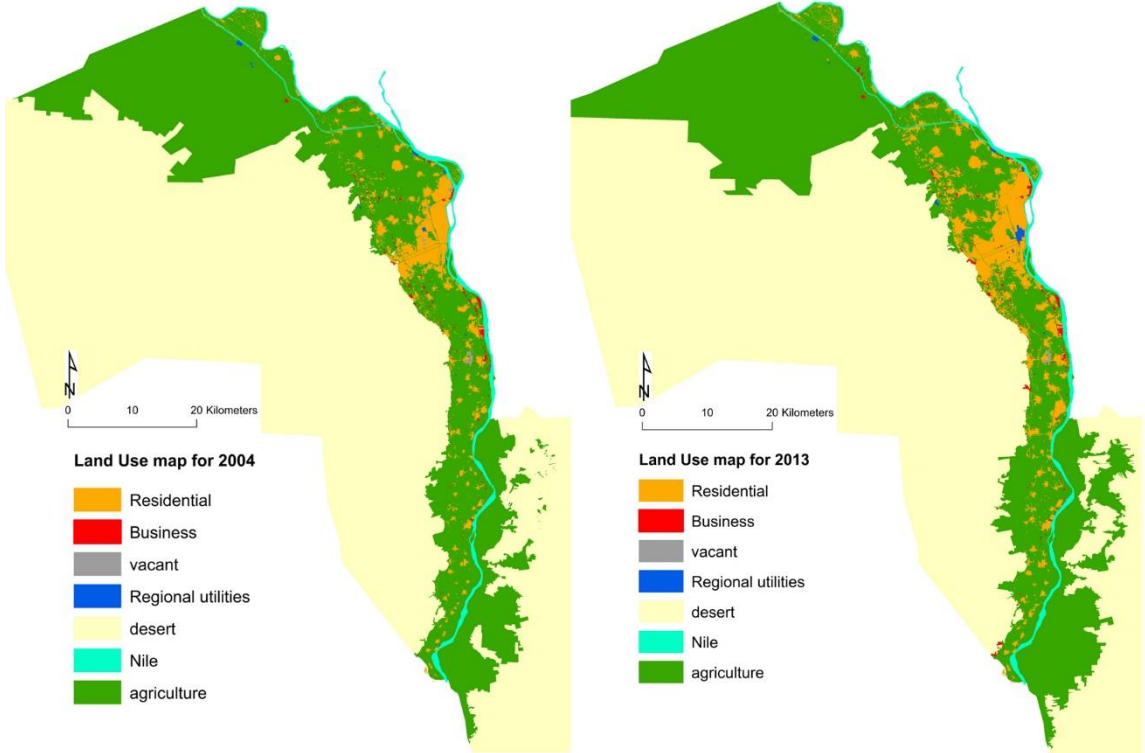 N
0 10 20 Kilometers
Land Use map for 2004
Residential
Business
vacant
Regional utilities
desert
Nile
agriculture
N
0 10 20 Kilometers
Land Use map for 2013
Residential
Business
vacant
Regional utilities
desert
Nile
agriculture